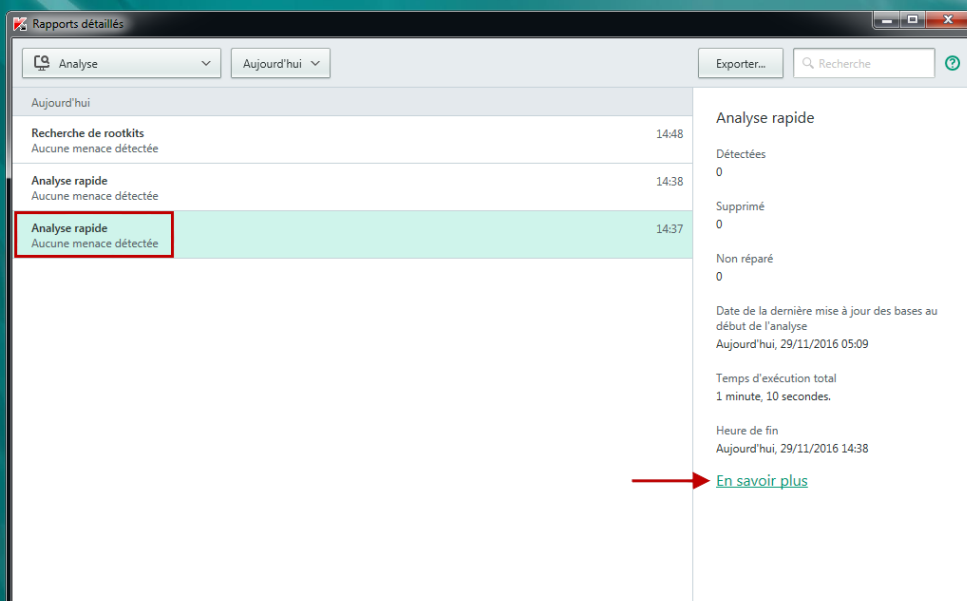 Rapports détaillés
Analyse
Aujourd'hui
Exporter...
Recherche
?
Aujourd'hui
Recherche de rootkits
14:48
Aucune menace détectée
Analyse rapide
14:38
Aucune menace détectée
Analyse rapide
14:37
Aucune menace détectée
Analyse rapide
Détectées
0
Supprimé
0
Non réparé
0
Date de la dernière mise à jour des bases au
début de l'analyse
Aujourd'hui, 29/11/2016 05:09
Temps d'exécution total
1 minute, 10 secondes.
Heure de fin
Aujourd'hui, 29/11/2016 14:38
En savoir plus